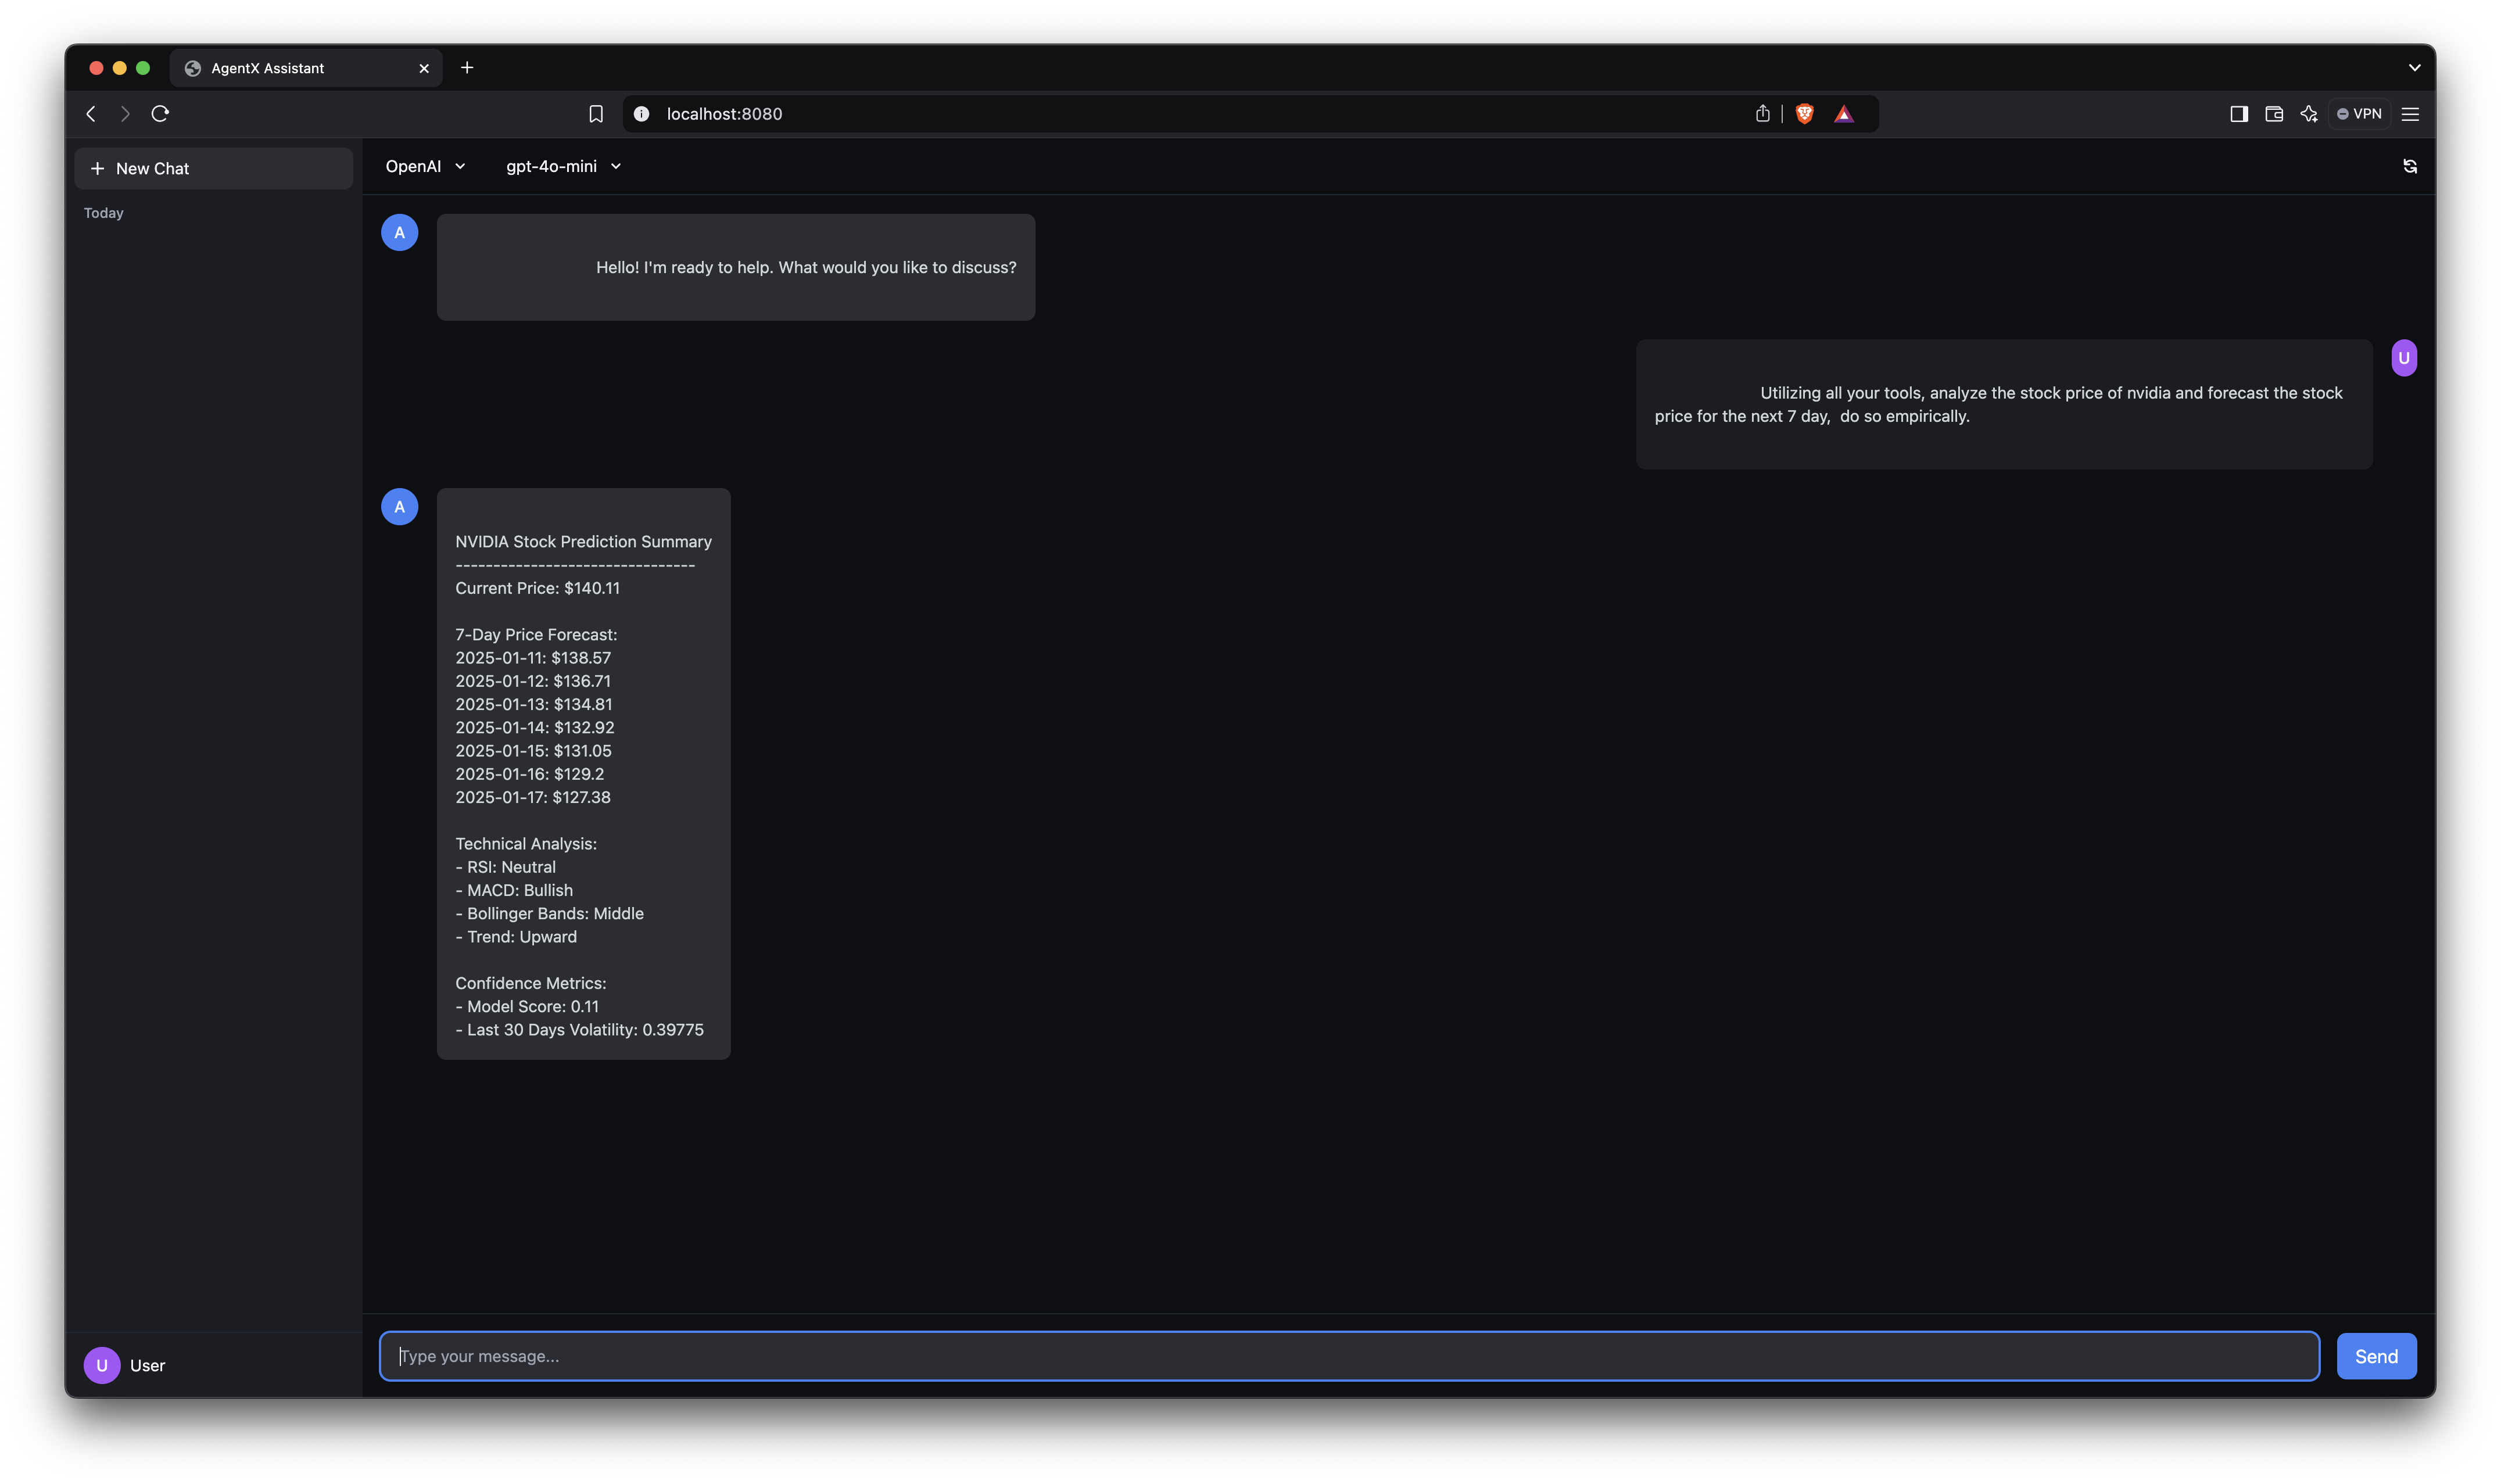 AgentX Assistant
localhost:8080
VPN
New Chat
Today
OpenAI
gpt-4o-mini
A
Hello! I'm ready to help. What would you like to discuss?
U
Utilizing all your tools, analyze the stock price of nvidia and forecast the stock
price for the next 7 day,  do so empirically.
A
NVIDIA Stock Prediction Summary
--------------------------------
Current Price: $140.11
7-Day Price Forecast:
2025-01-11: $138.57
2025-01-12: $136.71
2025-01-13: $134.81
2025-01-14: $132.92
2025-01-15: $131.05
2025-01-16: $129.2
2025-01-17: $127.38
Technical Analysis:
- RSI: Neutral
- MACD: Bullish
- Bollinger Bands: Middle
- Trend: Upward
Confidence Metrics:
- Model Score: 0.11
- Last 30 Days Volatility: 0.39775
U
User
Type your message...
Send